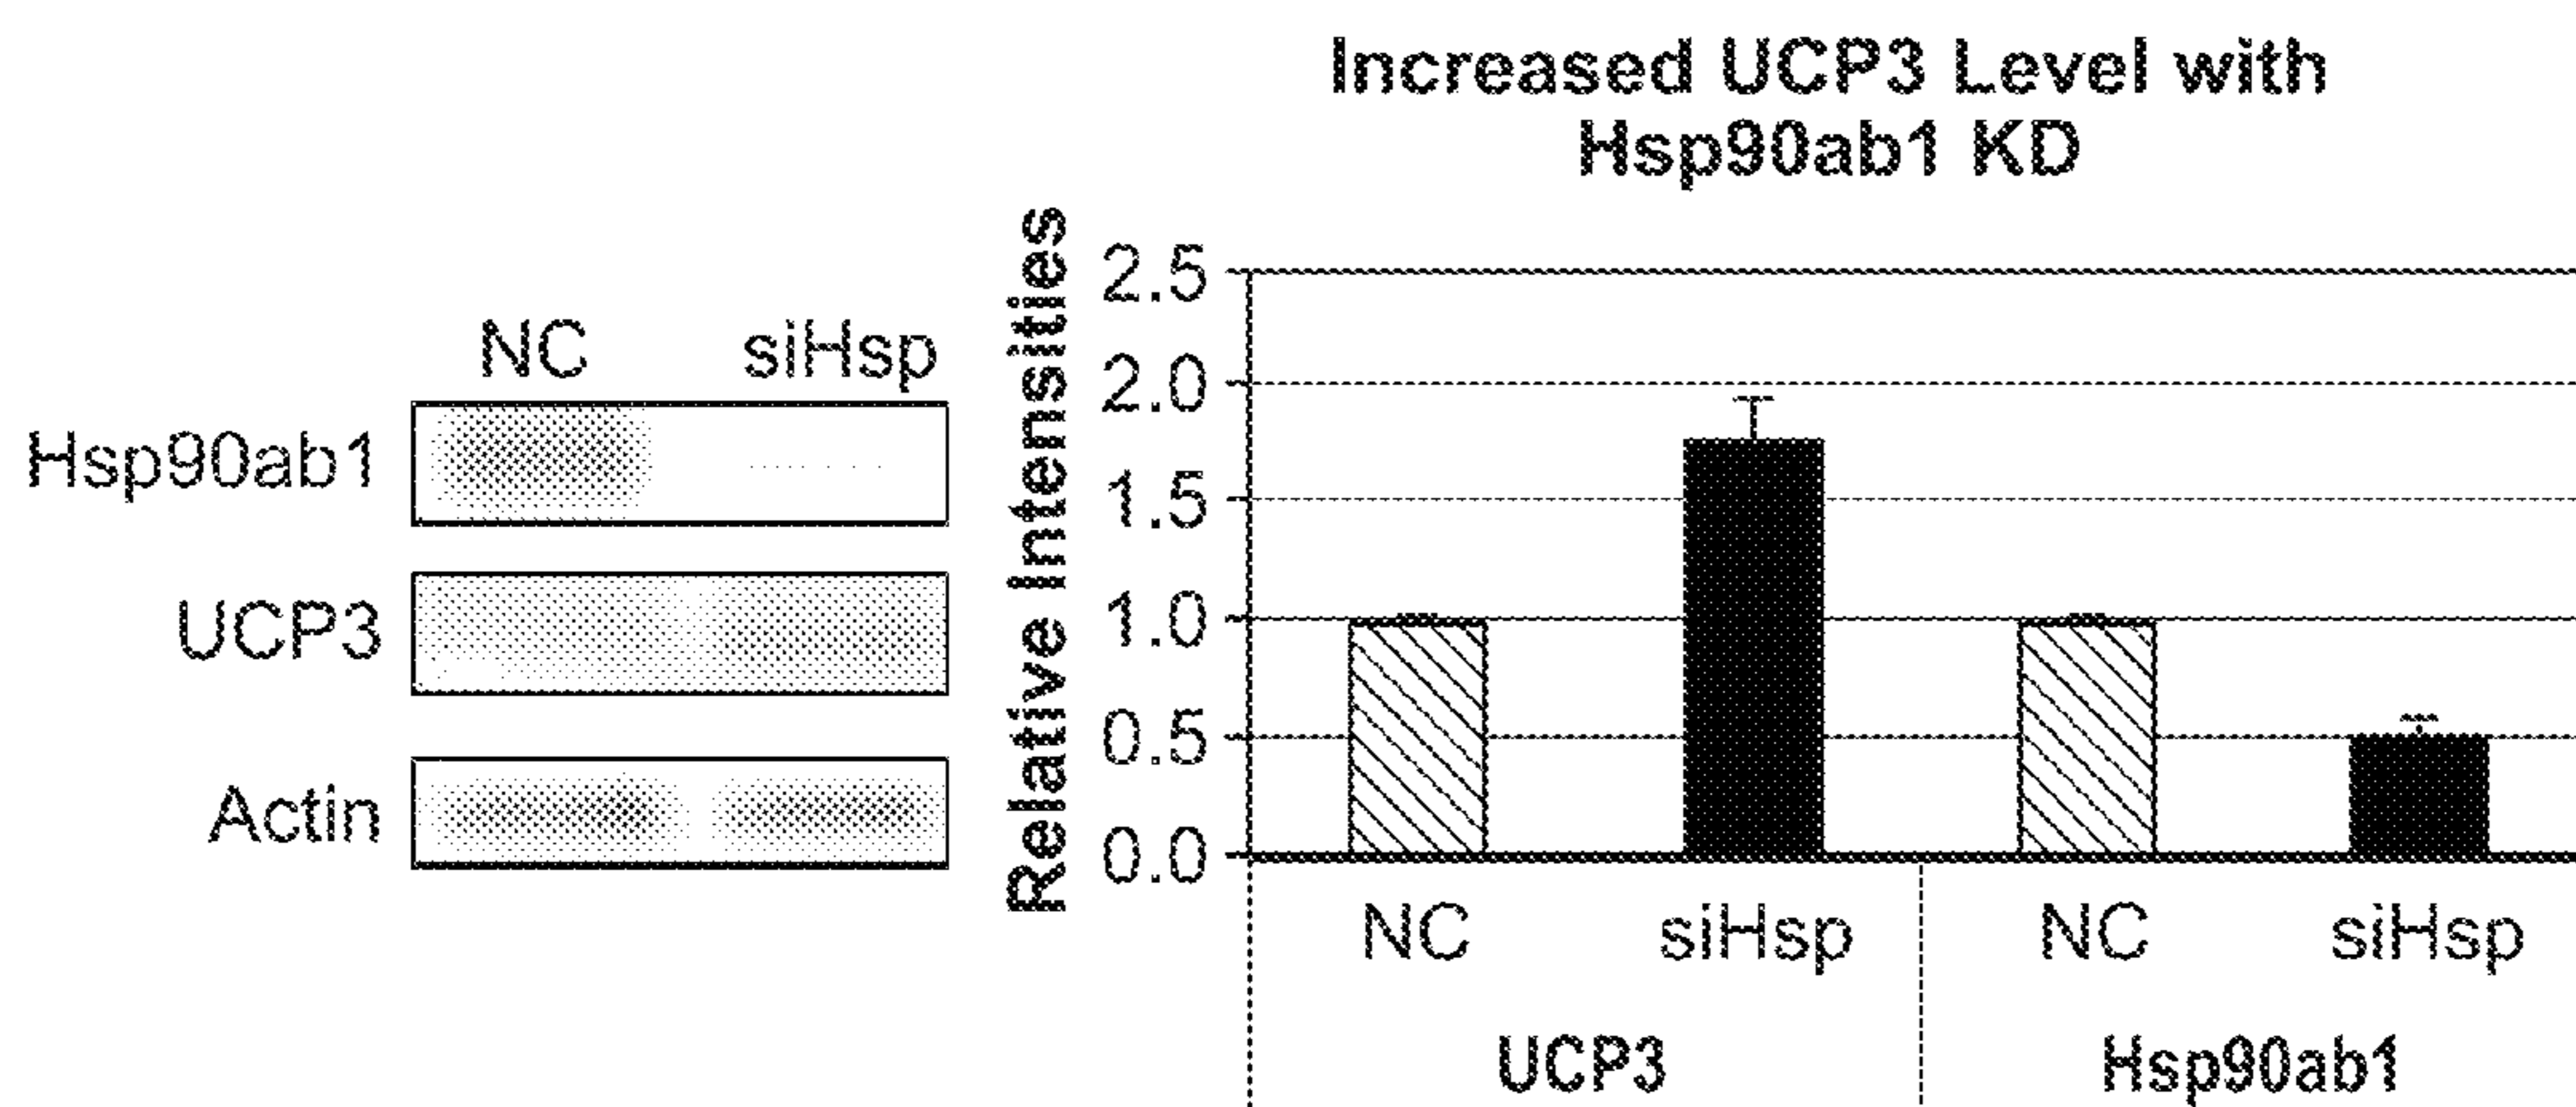 NC siHsp
Hsp90ab1
UCP3
Actin
Increased UCP3 Level with
Hsp90ab1 KD
Relative Intensities
2.5
2.0
1.5
1.0
0.5
0.0
NC siHsp NC siHsp
UCP3 Hsp90ab1